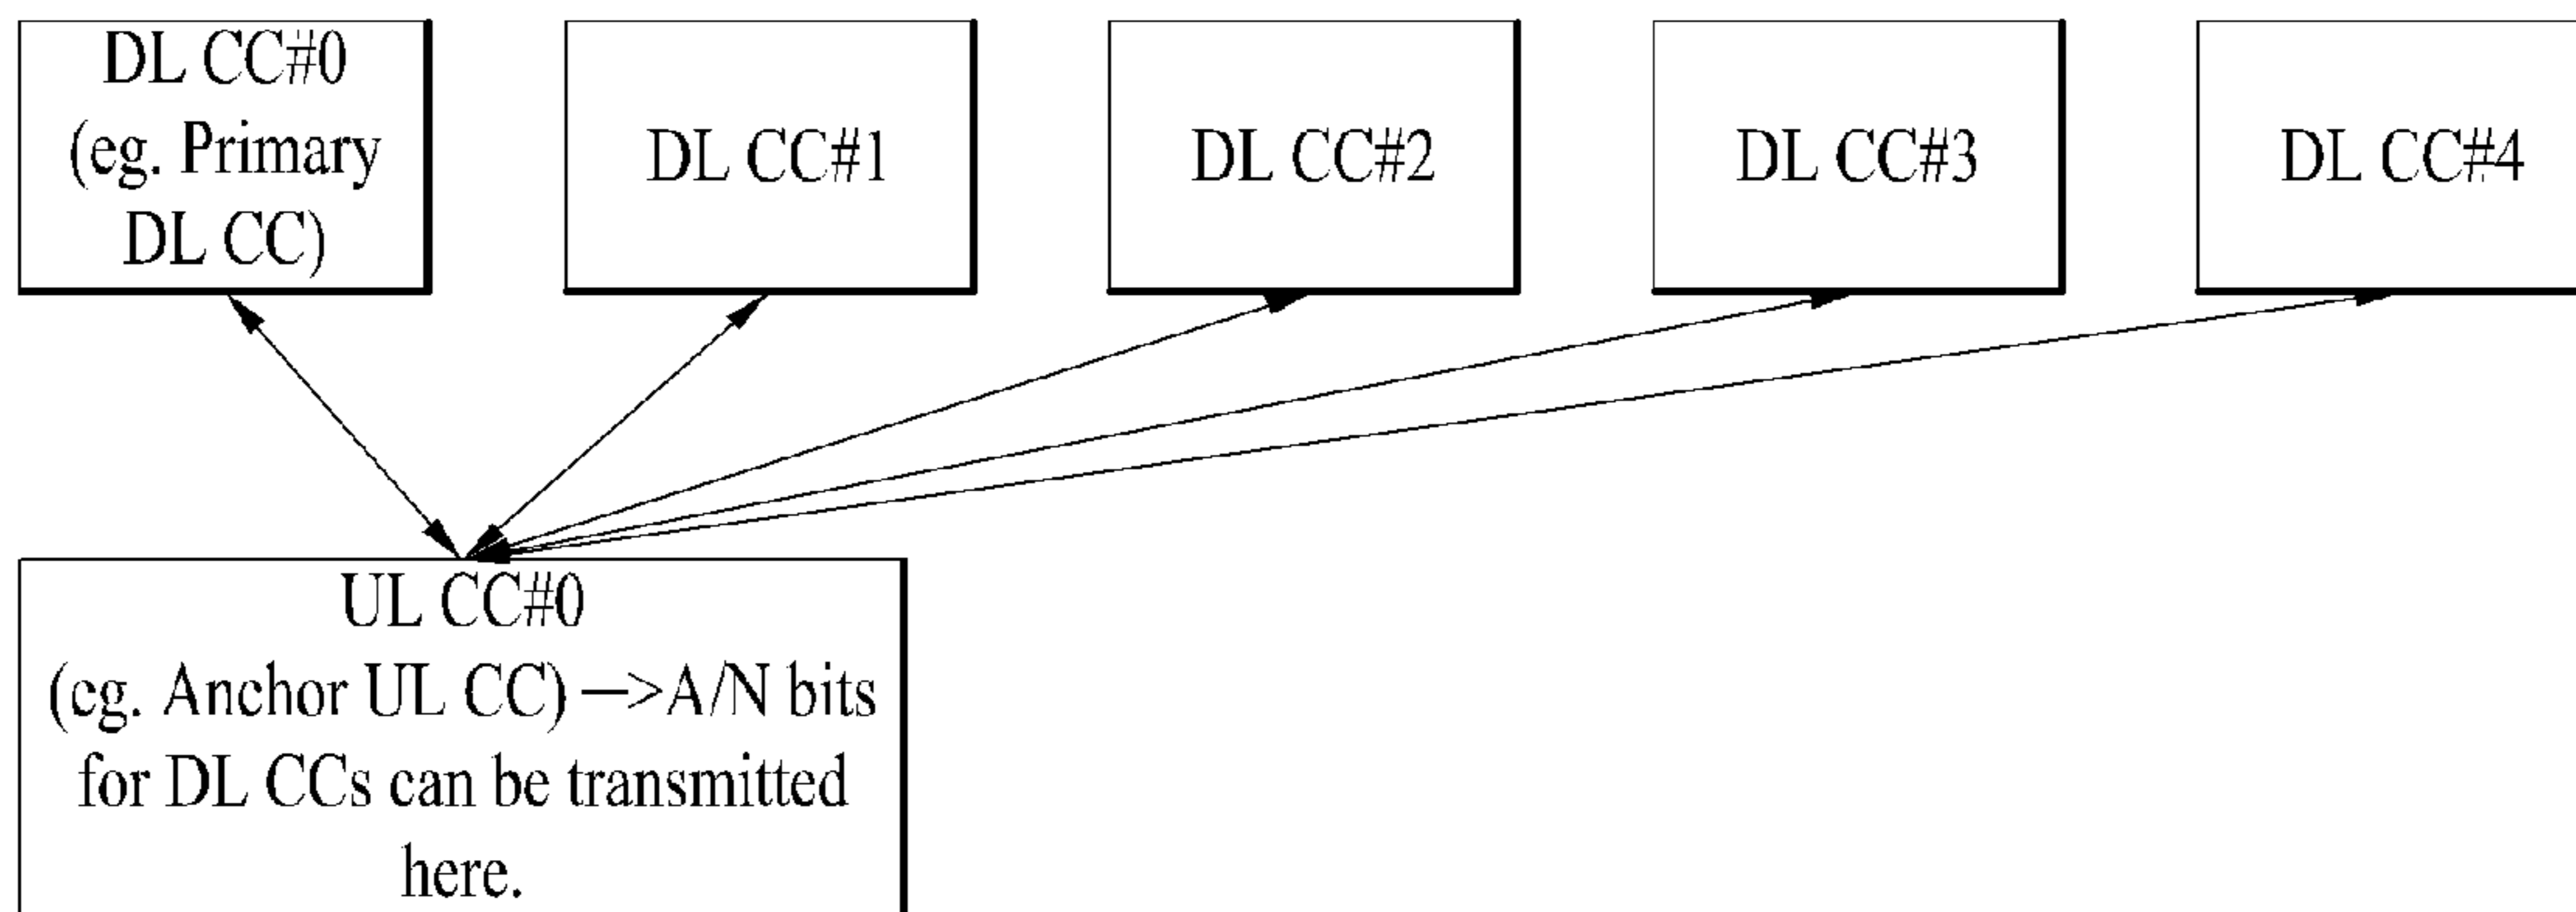 DL CC#0
(eg. Primary
DL CC)
DL CC#1
DL CC#2
DL CC#3
DL CC#4
UL CC#0
(eg. Anchor UL CC) —>A/N bits
for DL CCs can be transmitted
here.